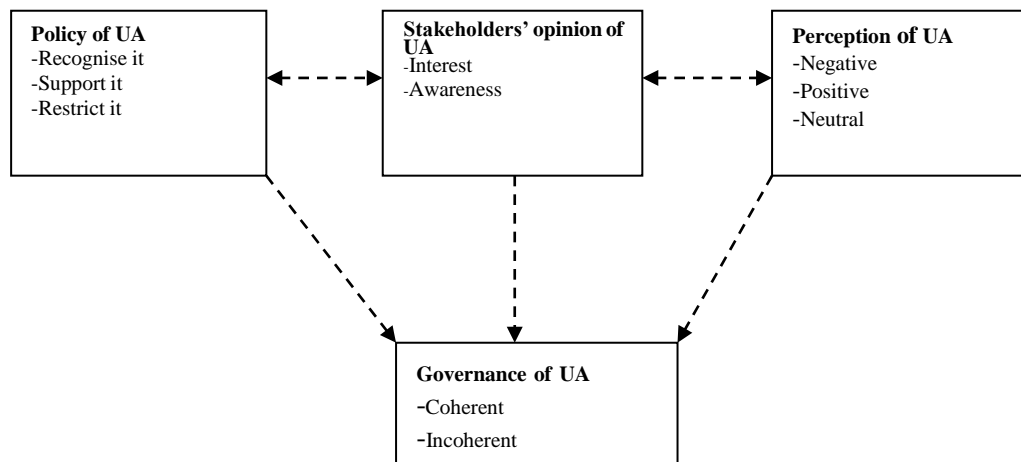 Policy of UA
-Recognise it
-Support it
-Restrict it
Stakeholders’ opinion of
UA
-Interest
-Awareness
Perception of UA
-Negative
-Positive
-Neutral
Governance of UA
-Coherent
-Incoherent